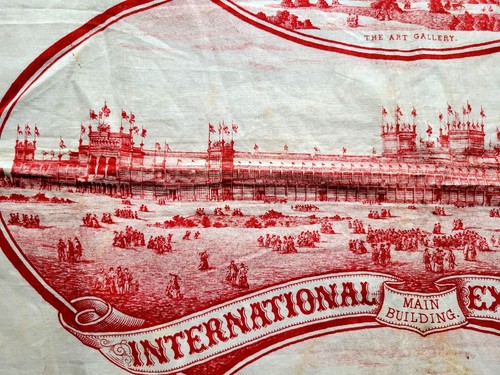 THE ART GALLERY.
INTERNATIONAL
MAIN
BUILDING.
EX